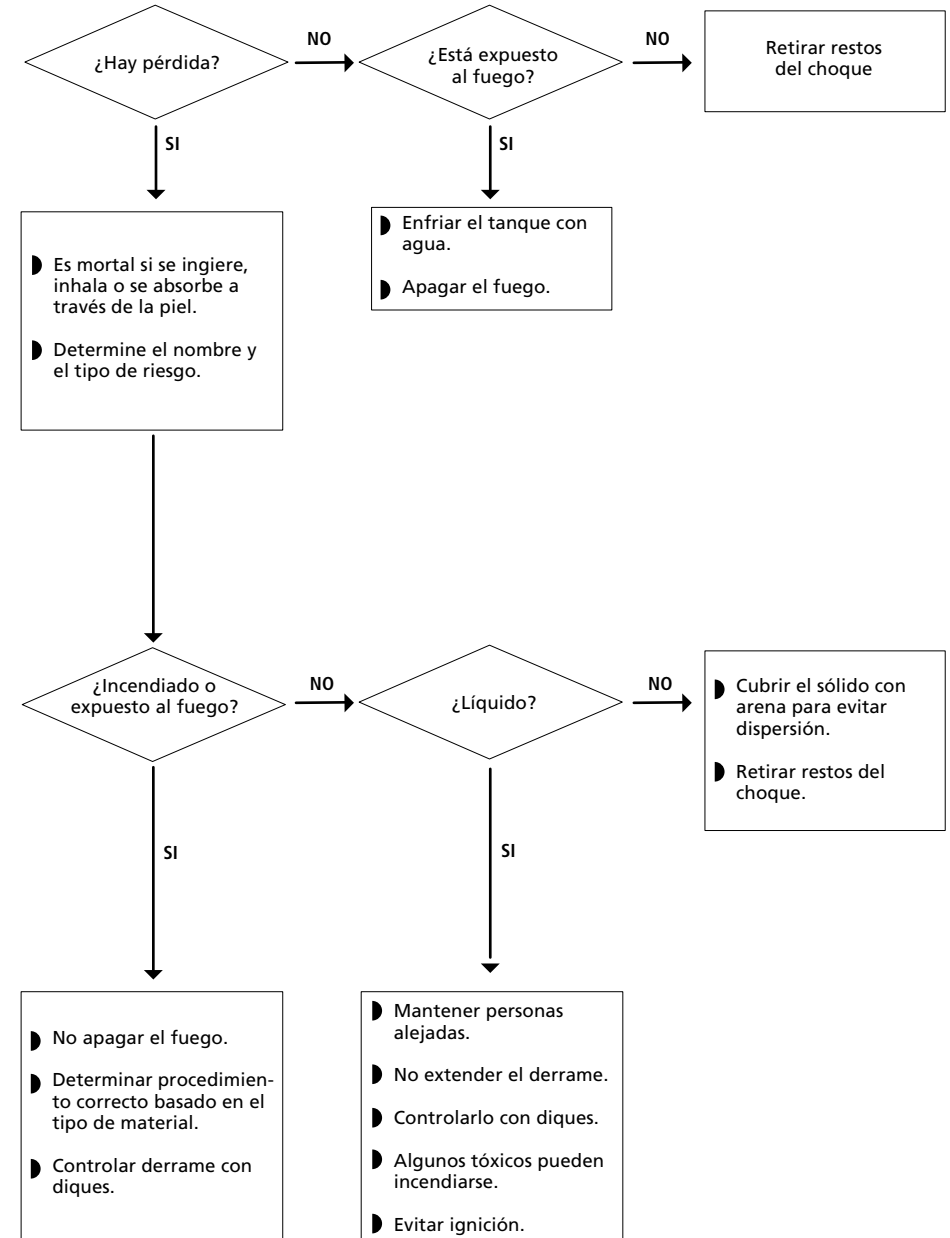 ¿Hay pérdida?
NO
¿Está expuesto
al fuego?
NO
Retirar restos
del choque
SI
SI
Es mortal si se ingiere,
inhala o se absorbe a
través de la piel.
Determine el nombre y
el tipo de riesgo.
Enfriar el tanque con
agua.
Apagar el fuego.
¿Incendiado o
expuesto al fuego?
NO
¿Líquido?
NO
Cubrir el sólido con
arena para evitar
dispersión.
Retirar restos del
choque.
SI
SI
No apagar el fuego.
Determinar procedimien-
to correcto basado en el
tipo de material.
Controlar derrame con
diques.
Mantener personas
alejadas.
No extender el derrame.
Controlarlo con diques.
Algunos tóxicos pueden
incendiarse.
Evitar ignición.